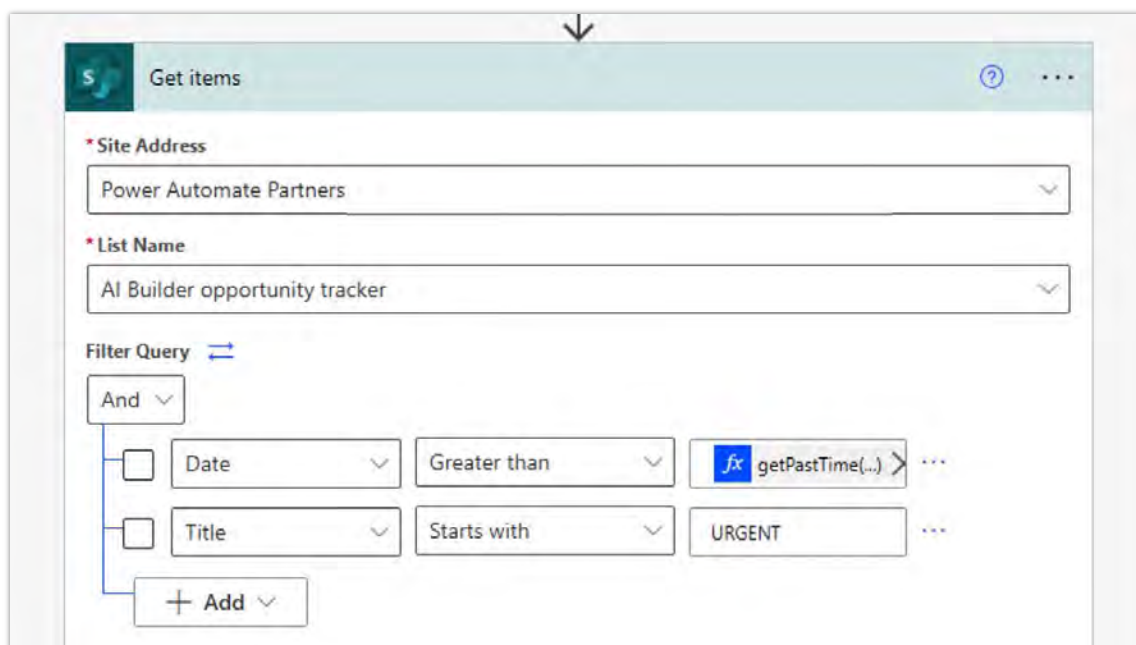 S Get items ? ...
*Site Address
Power Automate Partners
*List Name
AI Builder opportunity tracker
Filter Query
And
Date Greater than fx getPastTime(...) ...
Title Starts with URGENT ...
+ Add